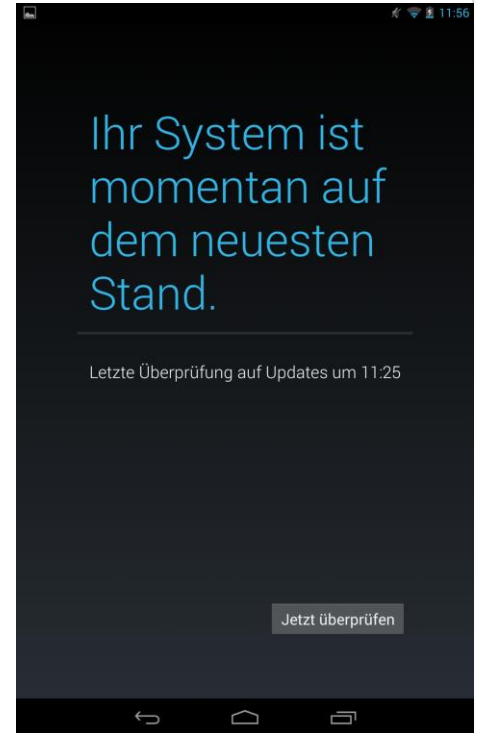 11:56
Ihr System ist
momentan auf
dem neuesten
Stand.
Letzte Überprüfung auf Updates um 11:25
Jetzt überprüfen